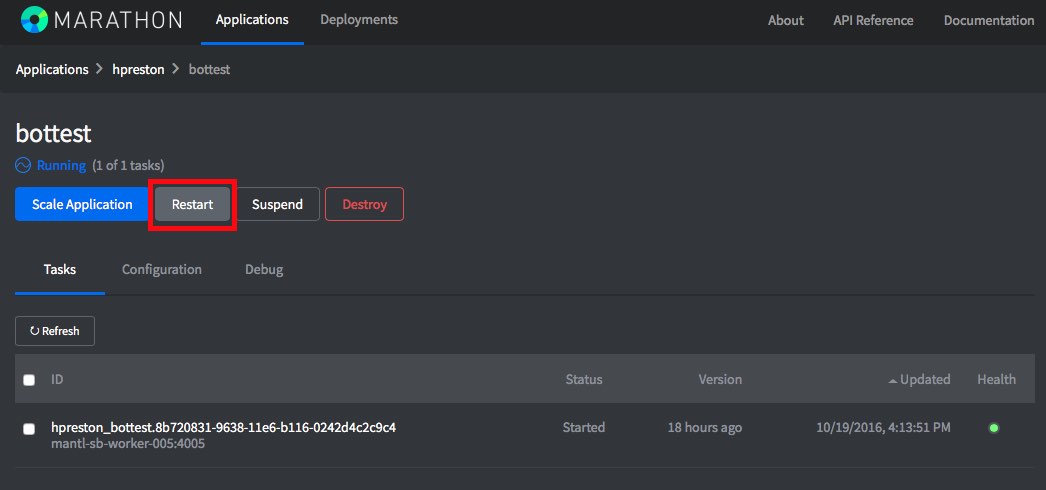 MARATHON Applications Deployments About API Reference Documentation
Applications > hpreston > bottest
bottest
Running (1 of 1 tasks)
Scale Application Restart Suspend Destroy
Tasks Configuration Debug
Refresh
ID Status Version Updated Health
hpreston_bottest.8b720831-9638-11e6-b116-0242d4c2c9c4 Started 18 hours ago 10/19/2016, 4:13:51 PM
mantl-sb-worker-005:4005